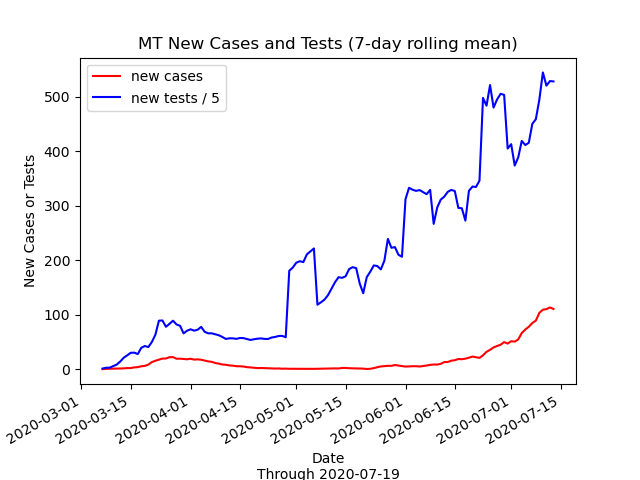 MT New Cases and Tests (7-day rolling mean)
new cases
new tests / 5
New Cases or Tests
500
400
300
200
100
0
2020-03-01
2020-03-15
2020-04-01
2020-04-15
2020-05-01
2020-05-15
2020-06-01
2020-06-15
2020-07-01
2020-07-15
Date
Through 2020-07-19